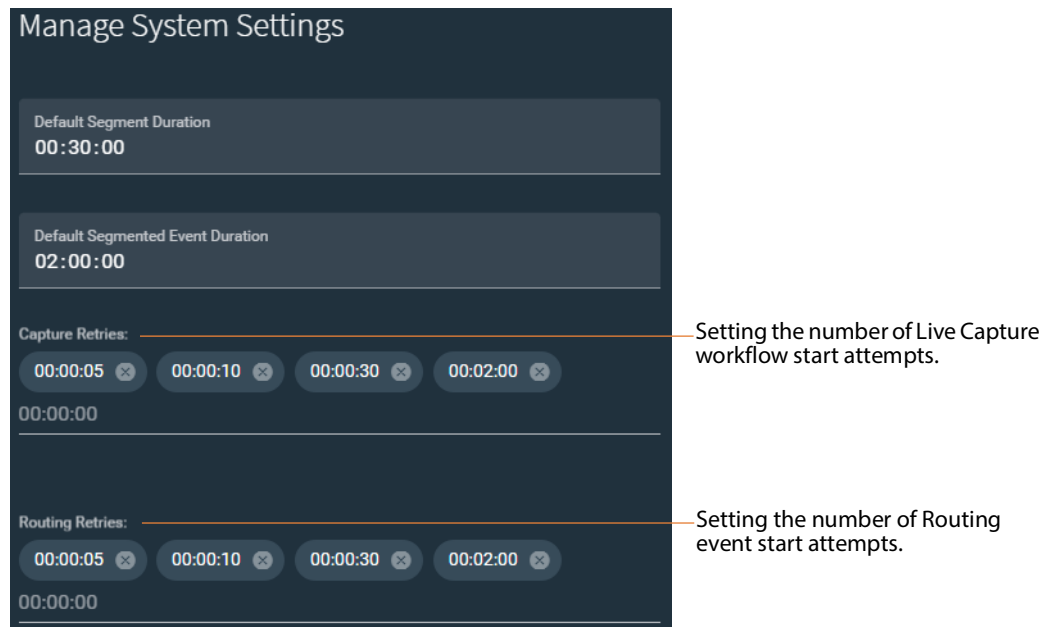 Manage System Settings
Default Segment Duration
00:30:00
Default Segmented Event Duration
02:00:00
Capture Retries:
Setting the number of Live Capture
workflow start attempts.
00:00:05 00:00:10 00:00:30 00:02:00
00:00:00
Routing Retries:
Setting the number of Routing
event start attempts.
00:00:05 00:00:10 00:00:30 00:02:00
00:00:00